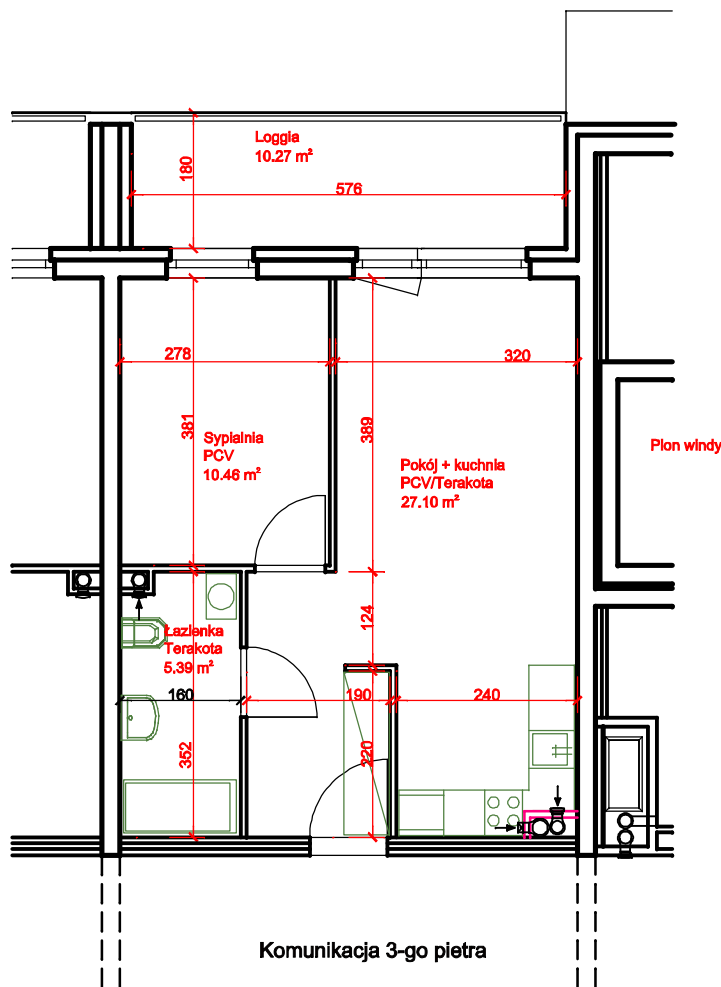 Loggia
10.27 m²
180
576
278
320
381
389
Sypialnia
PCV
10.46 m²
Pokój + kuchnia
PCV/Terakota
27.10 m²
Pion windy
124
Łazienka
Terakota
5.39 m²
160
190
240
352
220
Komunikacja 3-go pietra